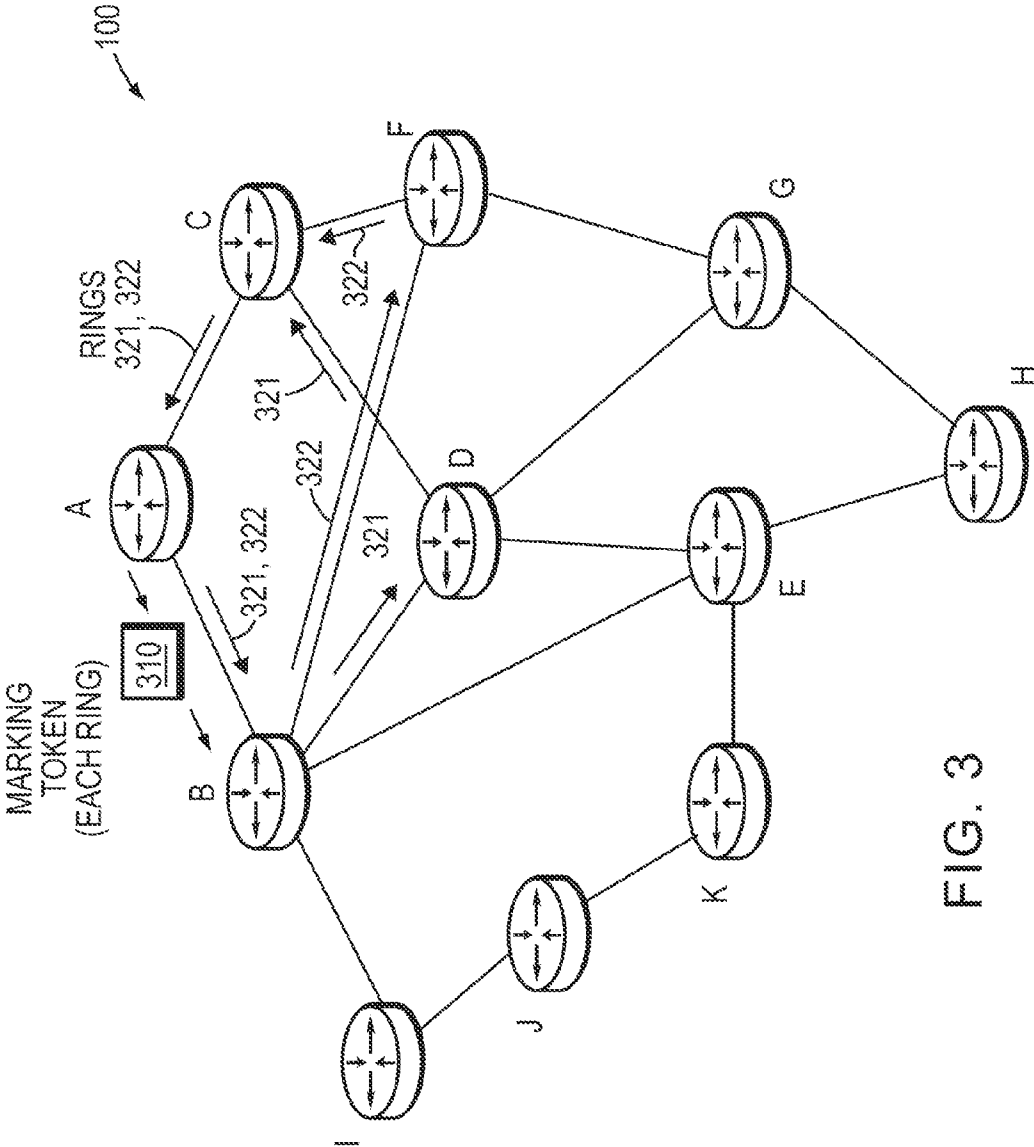 100
MARKING
TOKEN
(EACH RING)
310
A
RINGS
321, 322
321, 322
B
C
321
322
322
321
D
F
I
J
K
E
G
H
FIG. 3